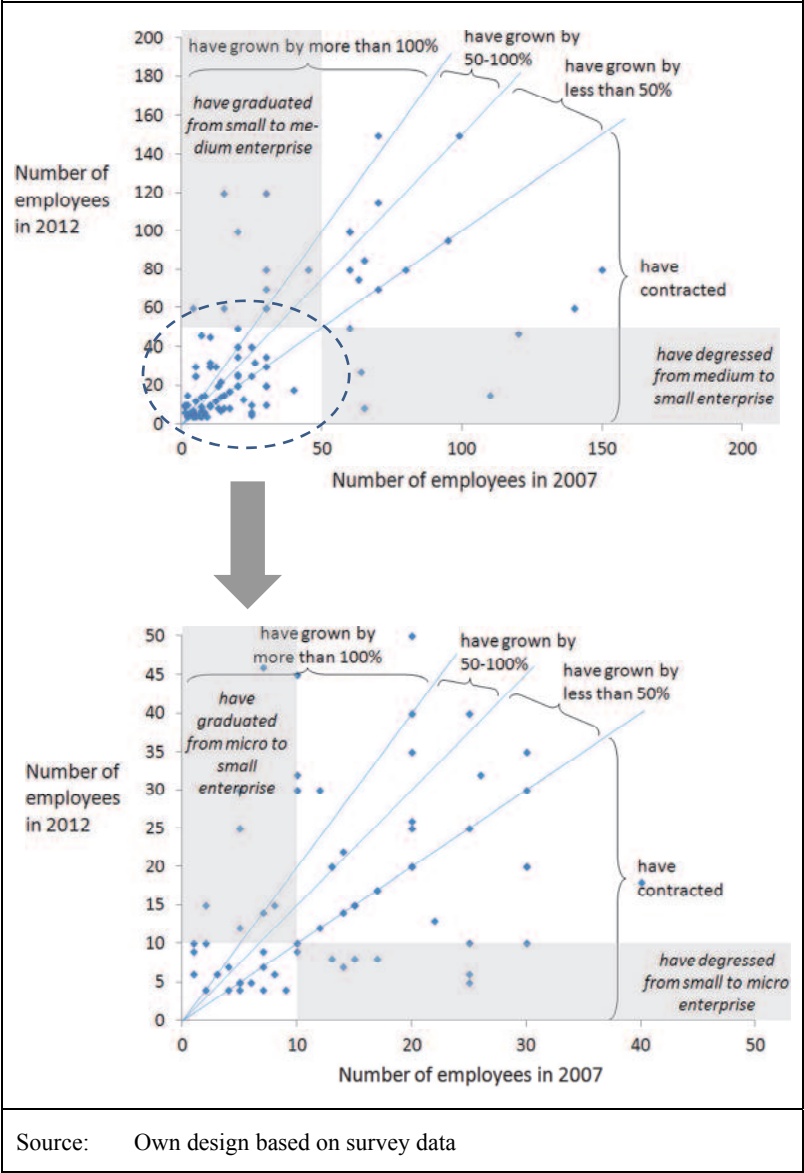 200
180
160
140
120
100
80
60
40
20
0
Number of
employees
in 2012
have grown by more than 100%
have grown by
50-100%
have grown by
less than 50%
have graduated
from small to me-
dium enterprise
have
contracted
have degressed
from medium to
small enterprise
0
50
100
150
200
Number of employees in 2007
50
45
40
35
30
25
20
15
10
5
0
Number of
employees
in 2012
have grown by
more than 100%
have grown by
50-100%
have grown by
less than 50%
have
graduated
from micro to
small
enterprise
have
contracted
have degressed
from small to micro
enterprise
0
10
20
30
40
50
Number of employees in 2007
Source: Own design based on survey data